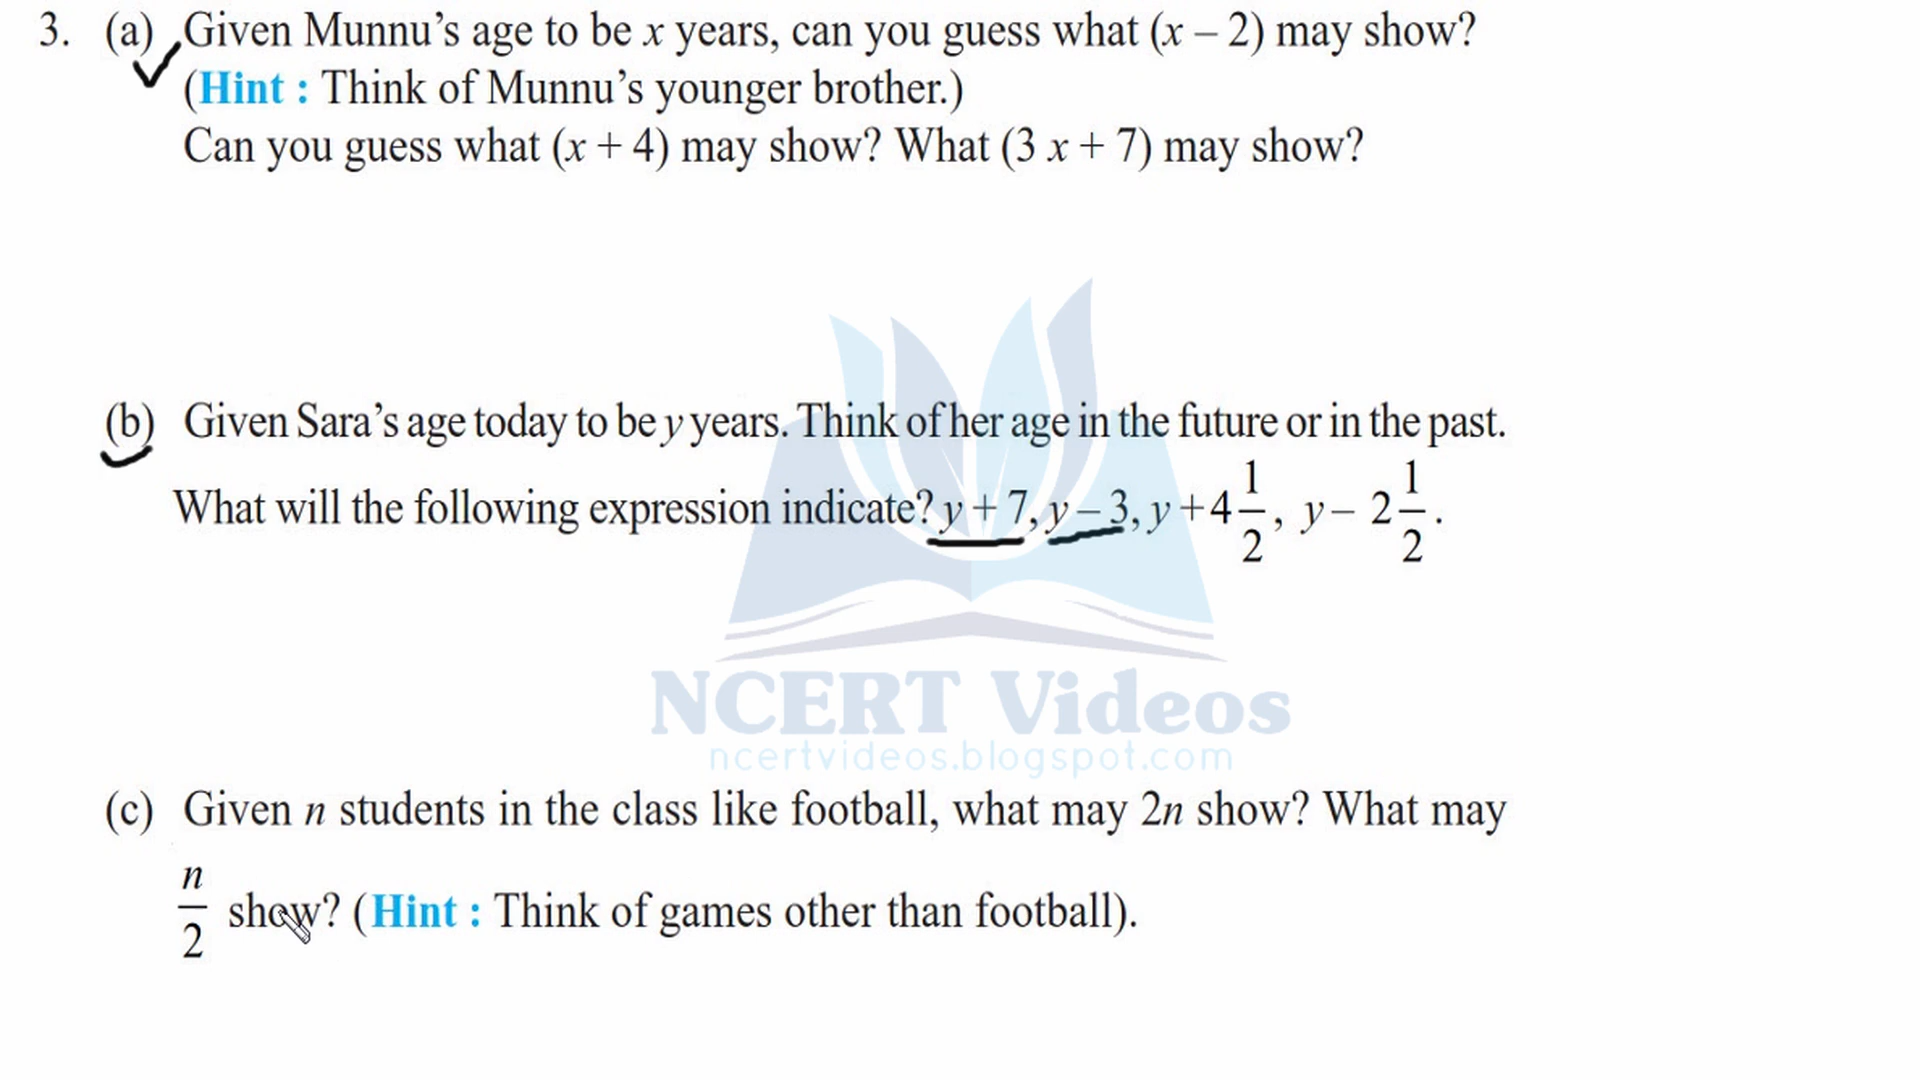 3. (a) Given Munnu’s age to be x years, can you guess what (x – 2) may show?
(Hint : Think of Munnu’s younger brother.)
Can you guess what (x + 4) may show? What (3 x + 7) may show?
(b) Given Sara’s age today to be y years. Think of her age in the future or in the past.
What will the following expression indicate? y + 7, y – 3, y + 4 1/2, y – 2 1/2.
NCERT Videos
ncertvideos.blogspot.com
(c) Given n students in the class like football, what may 2n show? What may
n/2 show? (Hint : Think of games other than football).